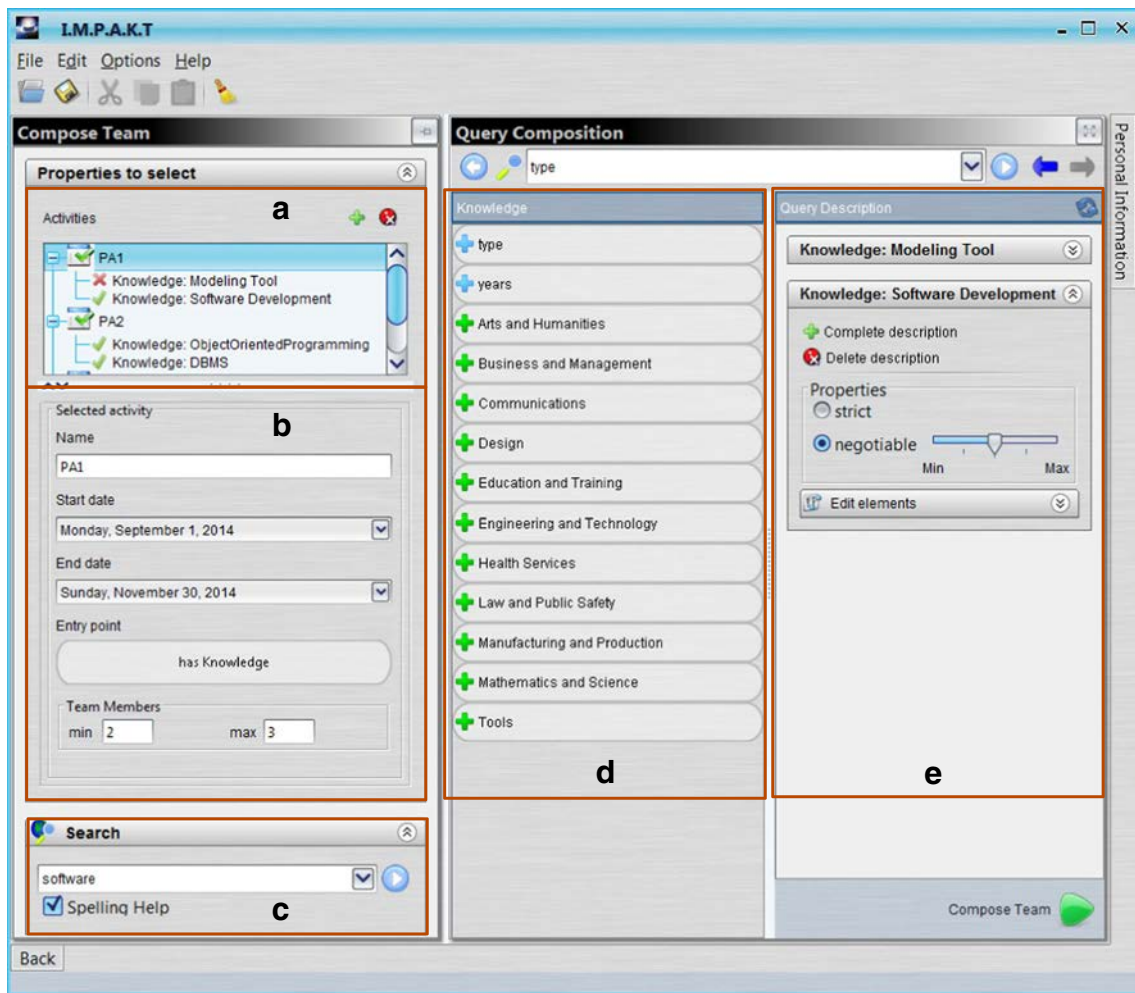 I.M.P.A.K.T
File Edit Options Help
Compose Team
Properties to select
a
Activities
PA1
Knowledge: Modeling Tool
Knowledge: Software Development
PA2
Knowledge: ObjectOrientedProgramming
Knowledge: DBMS
b
Selected activity
Name
PA1
Start date
Monday, September 1, 2014
End date
Sunday, November 30, 2014
Entry point
has Knowledge
Team Members
min 2 max 3
Search
software
Spelling Help
c
Back
Query Composition
type
Knowledge
type
years
Arts and Humanities
Business and Management
Communications
Design
Education and Training
Engineering and Technology
Health Services
Law and Public Safety
Manufacturing and Production
Mathematics and Science
Tools
d
Query Description
Knowledge: Modeling Tool
Knowledge: Software Development
Complete description
Delete description
Properties
strict
negotiable
Min Max
Edit elements
e
Compose Team
Personal Information